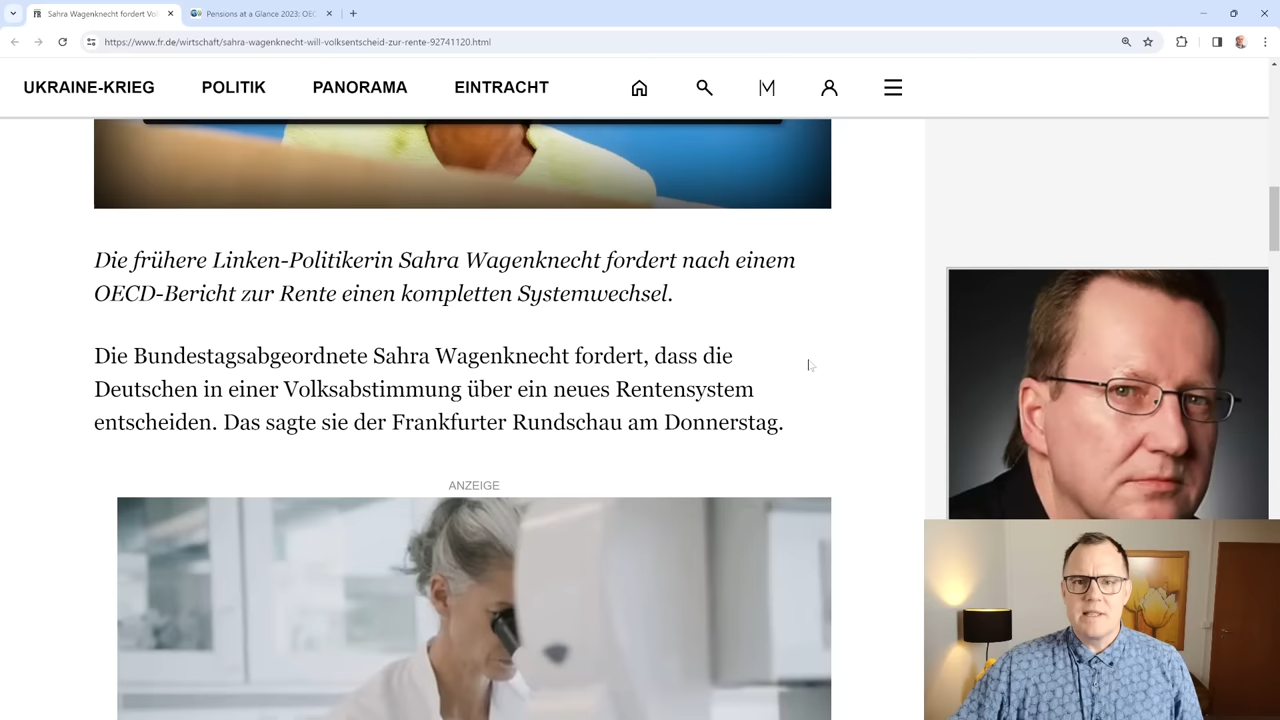 Sahra Wagenknecht fordert Vol
Pensions at a Glance 2023: OEC
https://www.fr.de/wirtschaft/sahra-wagenknecht-will-volksentscheid-zur-rente-92741120.html
UKRAINE-KRIEG POLITIK PANORAMA EINTRACHT
Die frühere Linken-Politikerin Sahra Wagenknecht fordert nach einem
OECD-Bericht zur Rente einen kompletten Systemwechsel.
Die Bundestagsabgeordnete Sahra Wagenknecht fordert, dass die
Deutschen in einer Volksabstimmung über ein neues Rentensystem
entscheiden. Das sagte sie der Frankfurter Rundschau am Donnerstag.
ANZEIGE